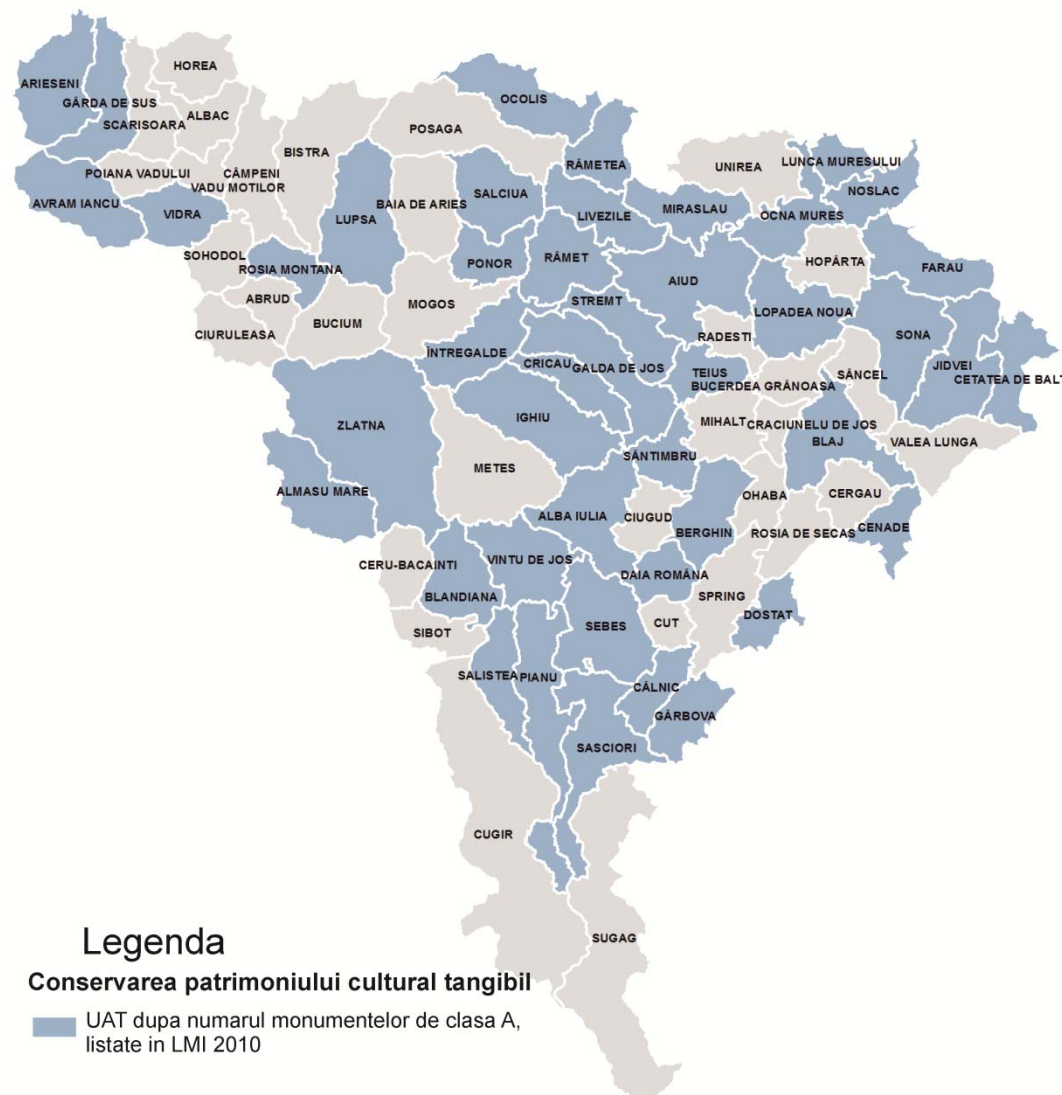 HOREA
ARIESENI
GÂRDA DE SUS
SCARISOARA
ALBAC
OCOLIS
POSAGA
BISTRA
RÂMETEA
UNIREA
LUNCA MURESULUI
POIANA VADULUI
CÂMPENI
VADU MOTILOR
NOSLAC
AVRAM IANCU
VIDRA
LUPSA
BAIA DE ARIES
SALCIUA
LIVEZILE
MIRASLAU
OCNA MURES
SOHODOL
ROSIA MONTANA
PONOR
RÂMET
HOPÂRTA
FARAU
AIUD
ABRUD
MOGOS
STREMT
LOPADEA NOUA
CIURULEASA
BUCIUM
RADESTI
SONA
ÎNTREGALDE
CRICAU
GALDA DE JOS
TEIUS
BUCERDEA GRÂNOASA
SÂNCEL
JIDVEI
CETATEA DE BALT
ZLATNA
IGHIU
MIHALT
CRACIUNELU DE JOS
BLAJ
VALEA LUNGA
METES
SÂNTIMBRU
ALMASU MARE
OHABA
CERGAU
ALBA IULIA
CIUGUD
BERGHIN
ROSIA DE SECAS
CENADE
CERU-BACAINTI
VINTU DE JOS
DAIA ROMÂNA
BLANDIANA
SPRING
DOSTAT
SIBOT
SEBES
CUT
SALISTEA
PIANU
CÂLNIC
GÂRBOVA
SASCIORI
CUGIR
SUGAG
Legenda
Conservarea patrimoniului cultural tangibil
UAT dupa numarul monumentelor de clasa A,
listate in LMI 2010